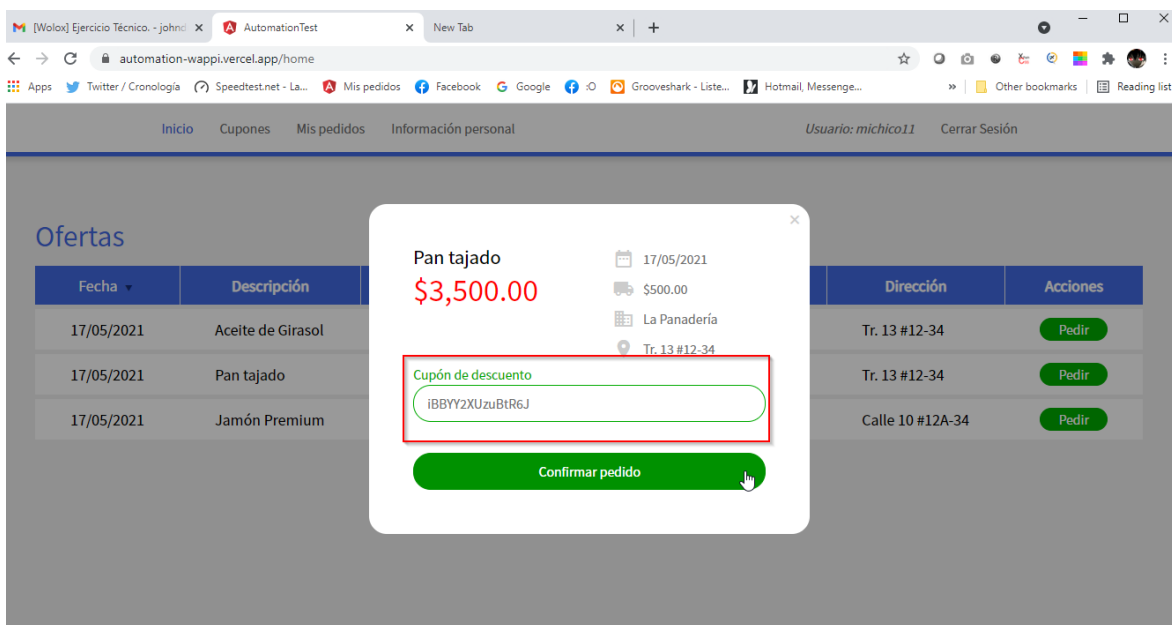 [Wolox] Ejercicio Técnico. - johnd
AutomationTest
New Tab
automation-wappi.vercel.app/home
Apps Twitter / Cronología Speedtest.net - La... Mis pedidos Facebook Google :O Grooveshark - Liste... Hotmail, Messenge... » Other bookmarks Reading list
Inicio Cupones Mis pedidos Información personal Usuario: michico11 Cerrar Sesión
Ofertas
Fecha Descripción Dirección Acciones
17/05/2021 Aceite de Girasol Tr. 13 #12-34 Pedir
17/05/2021 Pan tajado Tr. 13 #12-34 Pedir
17/05/2021 Jamón Premium Calle 10 #12A-34 Pedir
Pan tajado
$3,500.00
17/05/2021
$500.00
La Panadería
Tr. 13 #12-34
Cupón de descuento
iBBYY2XUzuBtR6J
Confirmar pedido